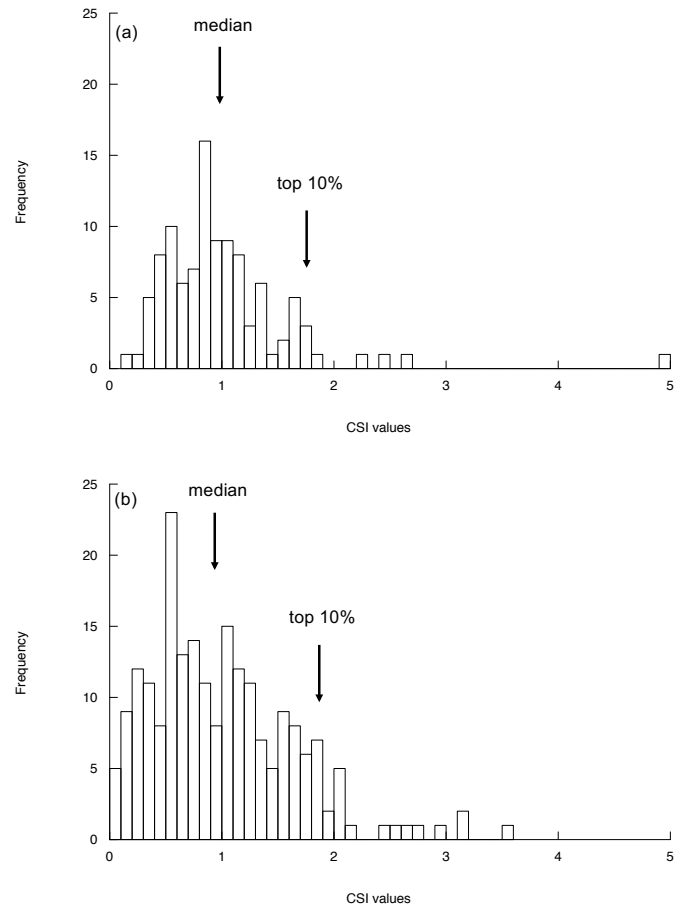 (a)
median
top 10%
Frequency
25
20
15
10
5
0
0 1 2 3 4 5
CSI values
(b)
median
top 10%
Frequency
25
20
15
10
5
0
0 1 2 3 4 5
CSI values